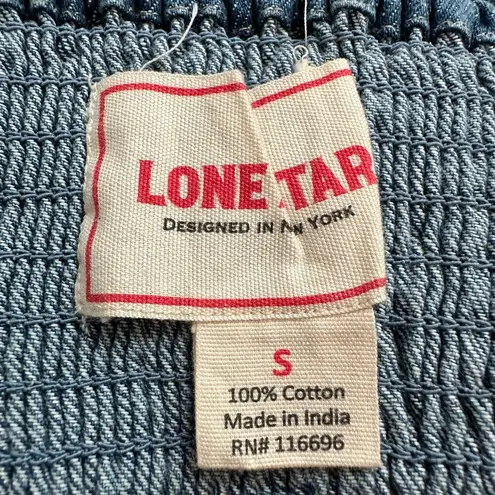 LONE TAR
DESIGNED IN N YORK
S
100% Cotton
Made in India
RN# 116696